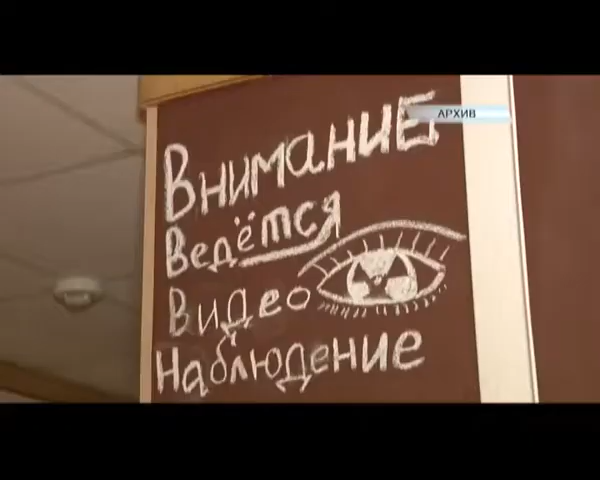 АРХИВ
Внимание
Ведётся
Видео
Наблюдение